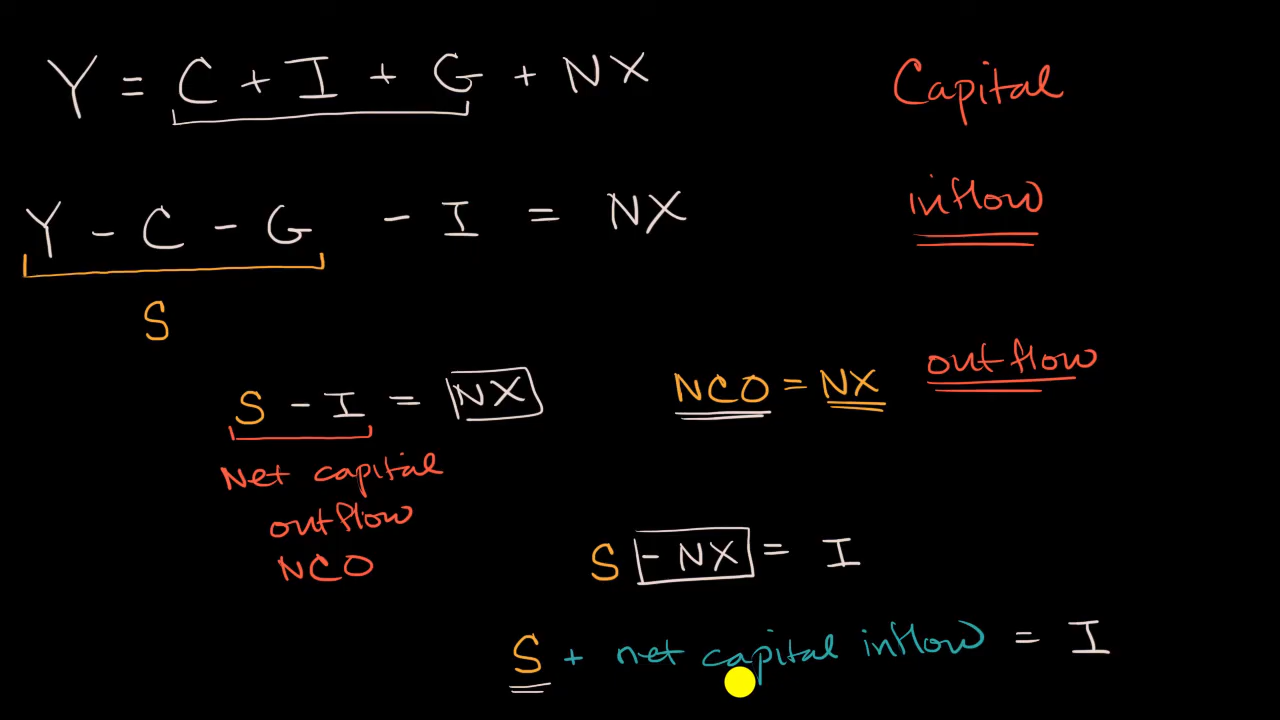 Y = C + I + G + NX
Capital
inflow
Y - C - G - I = NX
S
outflow
S - I = NX
NCO = NX
Net capital
outflow
NCO
S - NX = I
S + net capital inflow = I